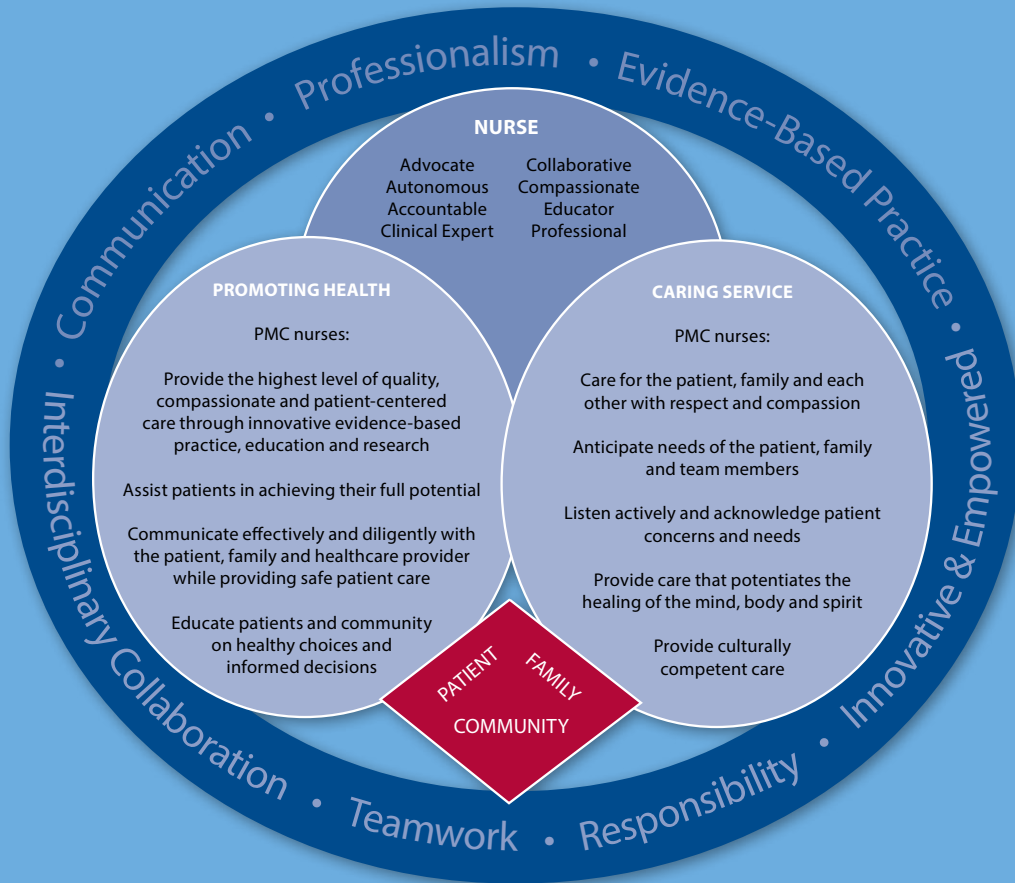 Interdisciplinary Collaboration • Communication • Professionalism • Evidence-Based Practice • Innovative & Empowered • Responsibility • Teamwork •
NURSE
Advocate
Autonomous
Accountable
Clinical Expert
Collaborative
Compassionate
Educator
Professional
PROMOTING HEALTH
PMC nurses:
Provide the highest level of quality,
compassionate and patient-centered
care through innovative evidence-based
practice, education and research
Assist patients in achieving their full potential
Communicate effectively and diligently with
the patient, family and healthcare provider
while providing safe patient care
Educate patients and community
on healthy choices and
informed decisions
CARING SERVICE
PMC nurses:
Care for the patient, family and each
other with respect and compassion
Anticipate needs of the patient, family
and team members
Listen actively and acknowledge patient
concerns and needs
Provide care that potentiates the
healing of the mind, body and spirit
Provide culturally
competent care
PATIENT
FAMILY
COMMUNITY